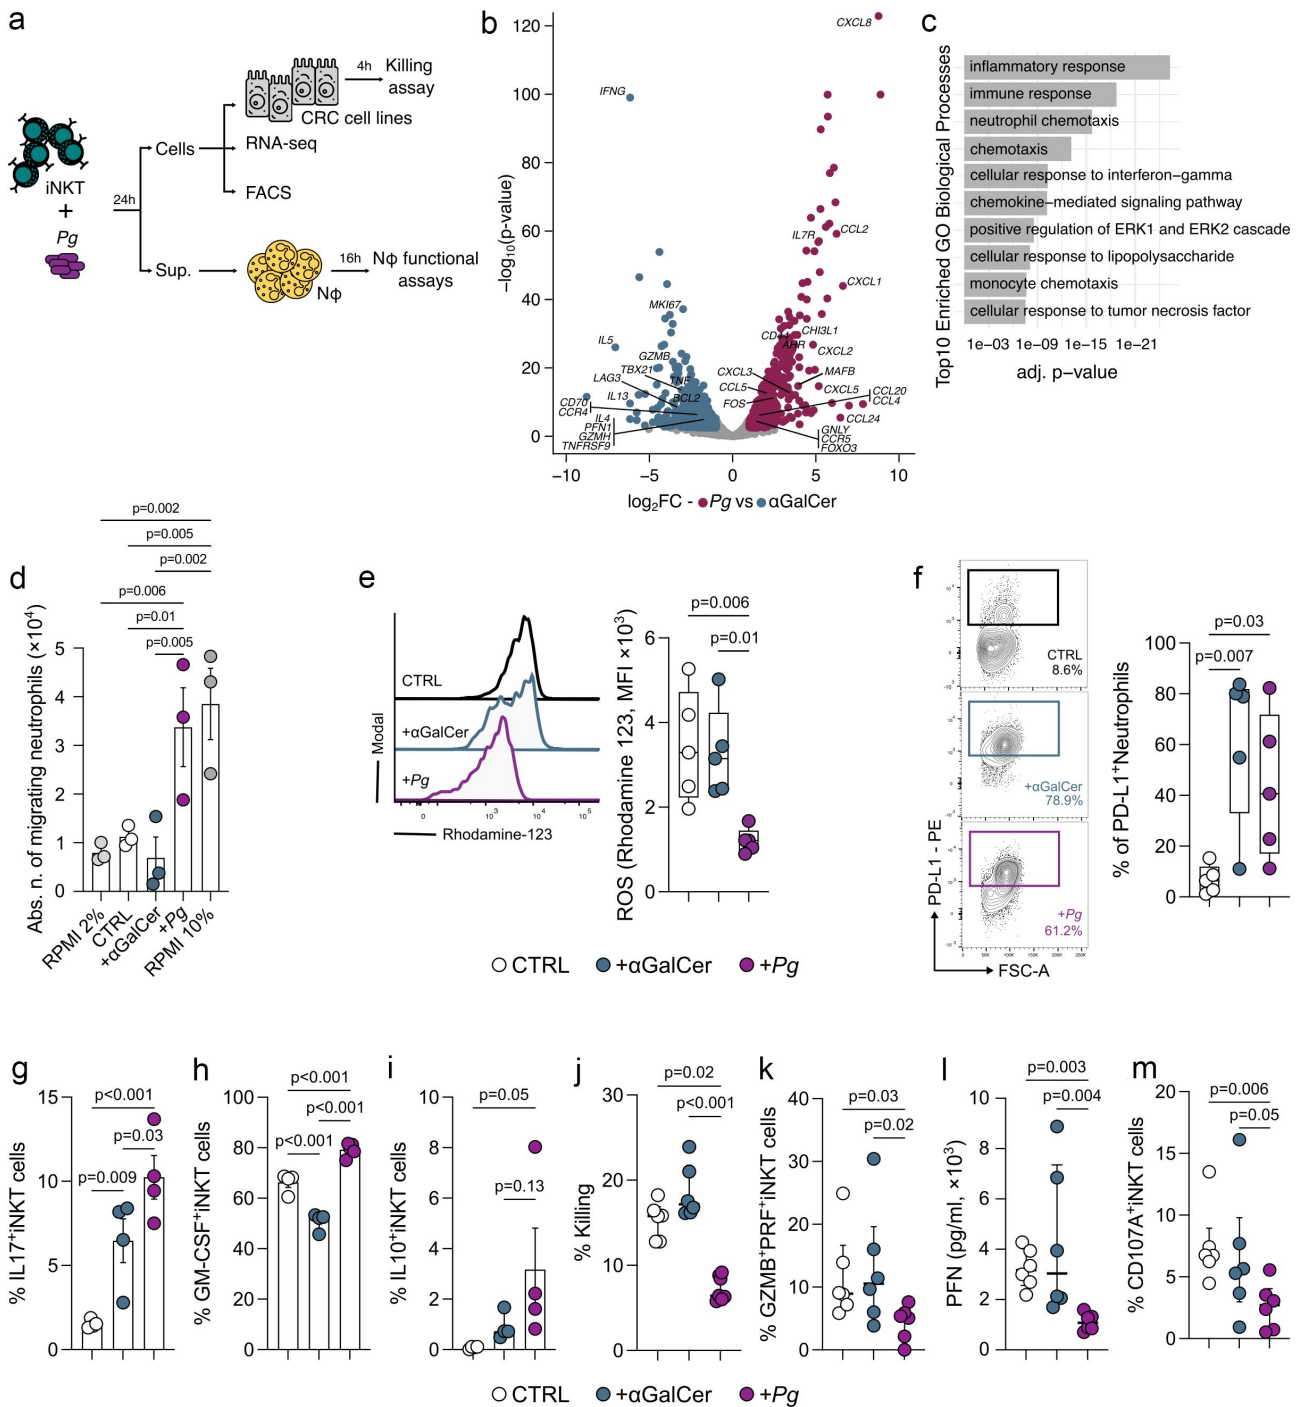 a
iNKT
+
Pg
24h
Cells
Sup.
CRC cell lines
RNA-seq
FACS
4h
Killing
assay
Nϕ
16h
Nϕ functional
assays
b
−log10(p-value)
120
100
80
60
40
20
0
−10
−5
0
5
10
log2FC - Pg vs αGalCer
CXCL8
IFNG
IL7R
CCL2
CXCL1
MKI67
IL5
GZMB
TBX21
TNF
LAG3
BCL2
IL13
CD70
CCR4
IL4
PFN1
GZMH
TNFRSF9
CD44
CHI3L1
AHR
CXCL2
CXCL3
MAFB
CCL5
CXCL5
CCL20
CCL4
FOS
CCL24
GNLY
CCR5
FOXO3
c
Top10 Enriched GO Biological Processes
inflammatory response
immune response
neutrophil chemotaxis
chemotaxis
cellular response to interferon−gamma
chemokine−mediated signaling pathway
positive regulation of ERK1 and ERK2 cascade
cellular response to lipopolysaccharide
monocyte chemotaxis
cellular response to tumor necrosis factor
1e−03 1e−09 1e−15 1e−21
adj. p−value
d
p=0.002
p=0.005
p=0.002
p=0.006
p=0.01
p=0.005
Abs. n. of migrating neutrophils (×10⁴)
5
4
3
2
1
0
RPMI 2%
CTRL
+αGalCer
+Pg
RPMI 10%
e
Modal
CTRL
+αGalCer
+Pg
0 10³ 10⁴ 10⁵
Rhodamine-123
ROS (Rhodamine 123, MFI ×10³)
p=0.006
p=0.01
6
4
2
0
f
CTRL
8.6%
+αGalCer
78.9%
+Pg
61.2%
PD-L1 - PE
0 50K 100K 150K 200K 250K
FSC-A
% of PD-L1⁺Neutrophils
p=0.03
p=0.007
100
80
60
40
20
0
CTRL +αGalCer +Pg
g
% IL17⁺iNKT cells
p<0.001
p=0.03
p=0.009
15
10
5
0
h
% GM-CSF⁺iNKT cells
p<0.001
p<0.001
p<0.001
100
80
60
40
20
0
i
% IL10⁺iNKT cells
p=0.05
p=0.13
10
8
6
4
2
0
j
% Killing
p=0.02
p<0.001
30
20
10
0
k
% GZMB⁺PRF⁺iNKT cells
p=0.03
p=0.02
40
30
20
10
0
l
PFN (pg/ml, ×10³)
p=0.003
p=0.004
10
8
6
4
2
0
m
% CD107A⁺iNKT cells
p=0.006
p=0.05
20
15
10
5
0
CTRL +αGalCer +Pg